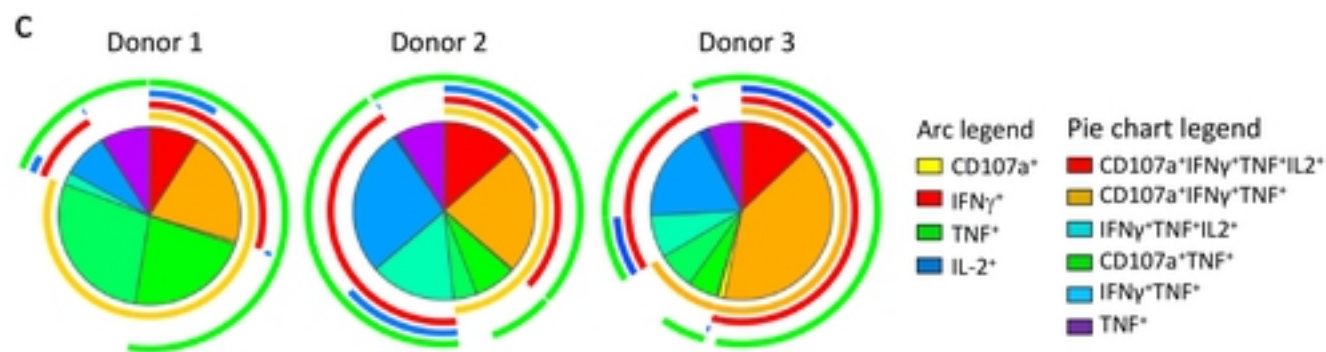 C
Donor 1
Donor 2
Donor 3
Arc legend
CD107a⁺
IFNγ⁺
TNF⁺
IL-2⁺
Pie chart legend
CD107a⁺IFNγ⁺TNF⁺IL2⁺
CD107a⁺IFNγ⁺TNF⁺
IFNγ⁺TNF⁺IL2⁺
CD107a⁺TNF⁺
IFNγ⁺TNF⁺
TNF⁺